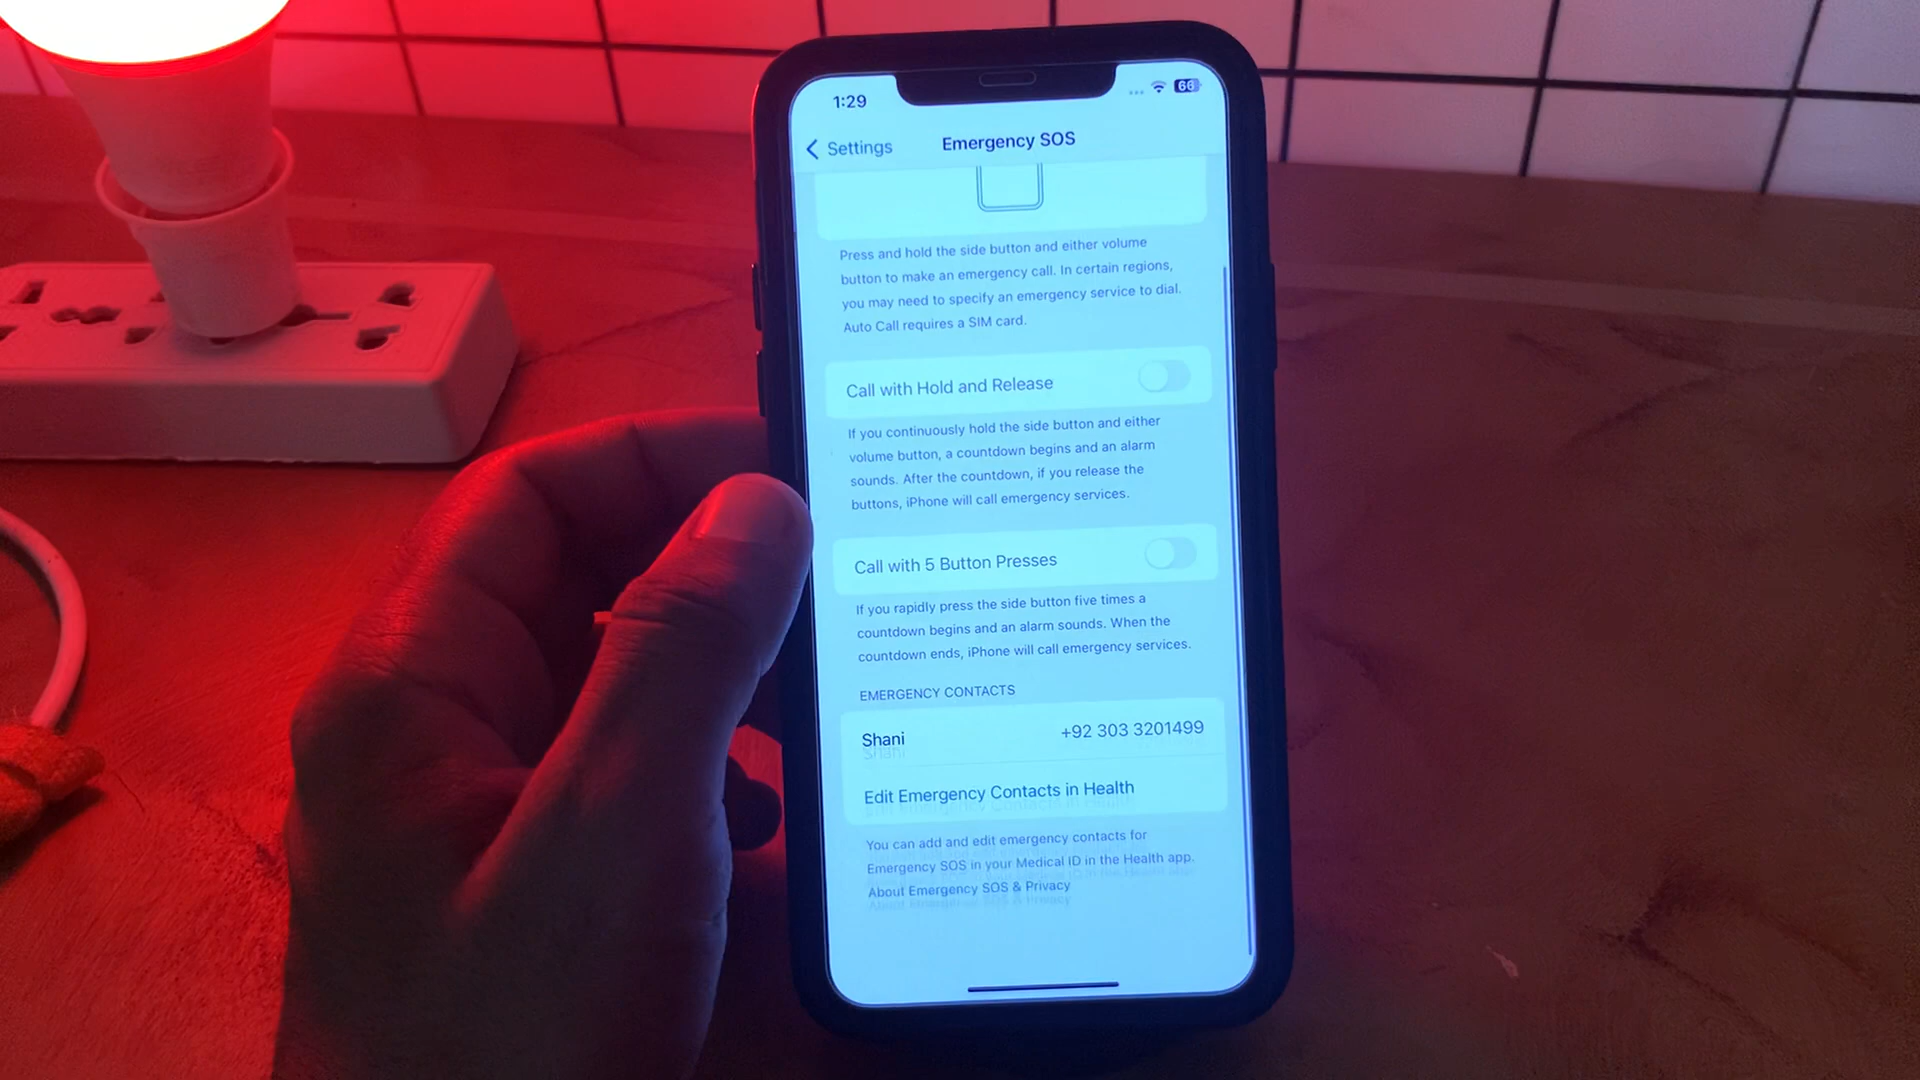 1:29
66
Settings
Emergency SOS
Press and hold the side button and either volume
button to make an emergency call. In certain regions,
you may need to specify an emergency service to dial.
Auto Call requires a SIM card.
Call with Hold and Release
If you continuously hold the side button and either
volume button, a countdown begins and an alarm
sounds. After the countdown, if you release the
buttons, iPhone will call emergency services.
Call with 5 Button Presses
If you rapidly press the side button five times a
countdown begins and an alarm sounds. When the
countdown ends, iPhone will call emergency services.
EMERGENCY CONTACTS
Shani +92 303 3201499
Edit Emergency Contacts in Health
You can add and edit emergency contacts for
Emergency SOS in your Medical ID in the Health app.
About Emergency SOS & Privacy